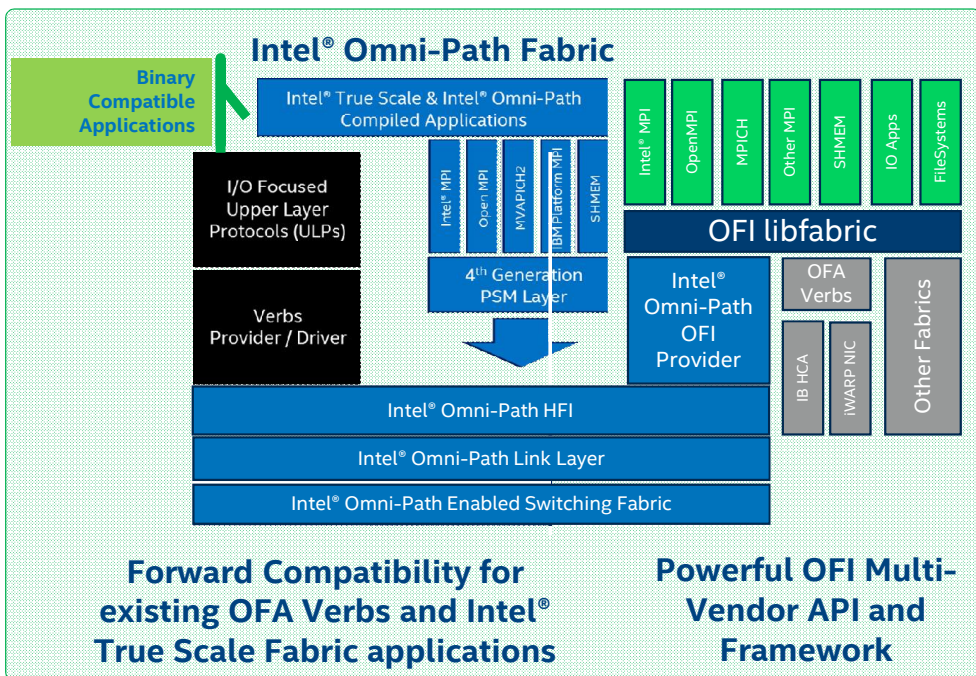 Intel® Omni-Path Fabric
Binary
Compatible
Applications
Intel® True Scale & Intel® Omni-Path
Compiled Applications
I/O Focused
Upper Layer
Protocols (ULPs)
Intel® MPI
Open MPI
MVAPICH2
IBM Platform MPI
SHMEM
4th Generation
PSM Layer
Verbs
Provider / Driver
Intel® MPI
OpenMPI
MPICH
Other MPI
SHMEM
IO Apps
FileSystems
OFI libfabric
Intel®
Omni-Path
OFI
Provider
OFA
Verbs
IB HCA
iWARP NIC
Other Fabrics
Intel® Omni-Path HFI
Intel® Omni-Path Link Layer
Intel® Omni-Path Enabled Switching Fabric
Forward Compatibility for
existing OFA Verbs and Intel®
True Scale Fabric applications
Powerful OFI Multi-
Vendor API and
Framework